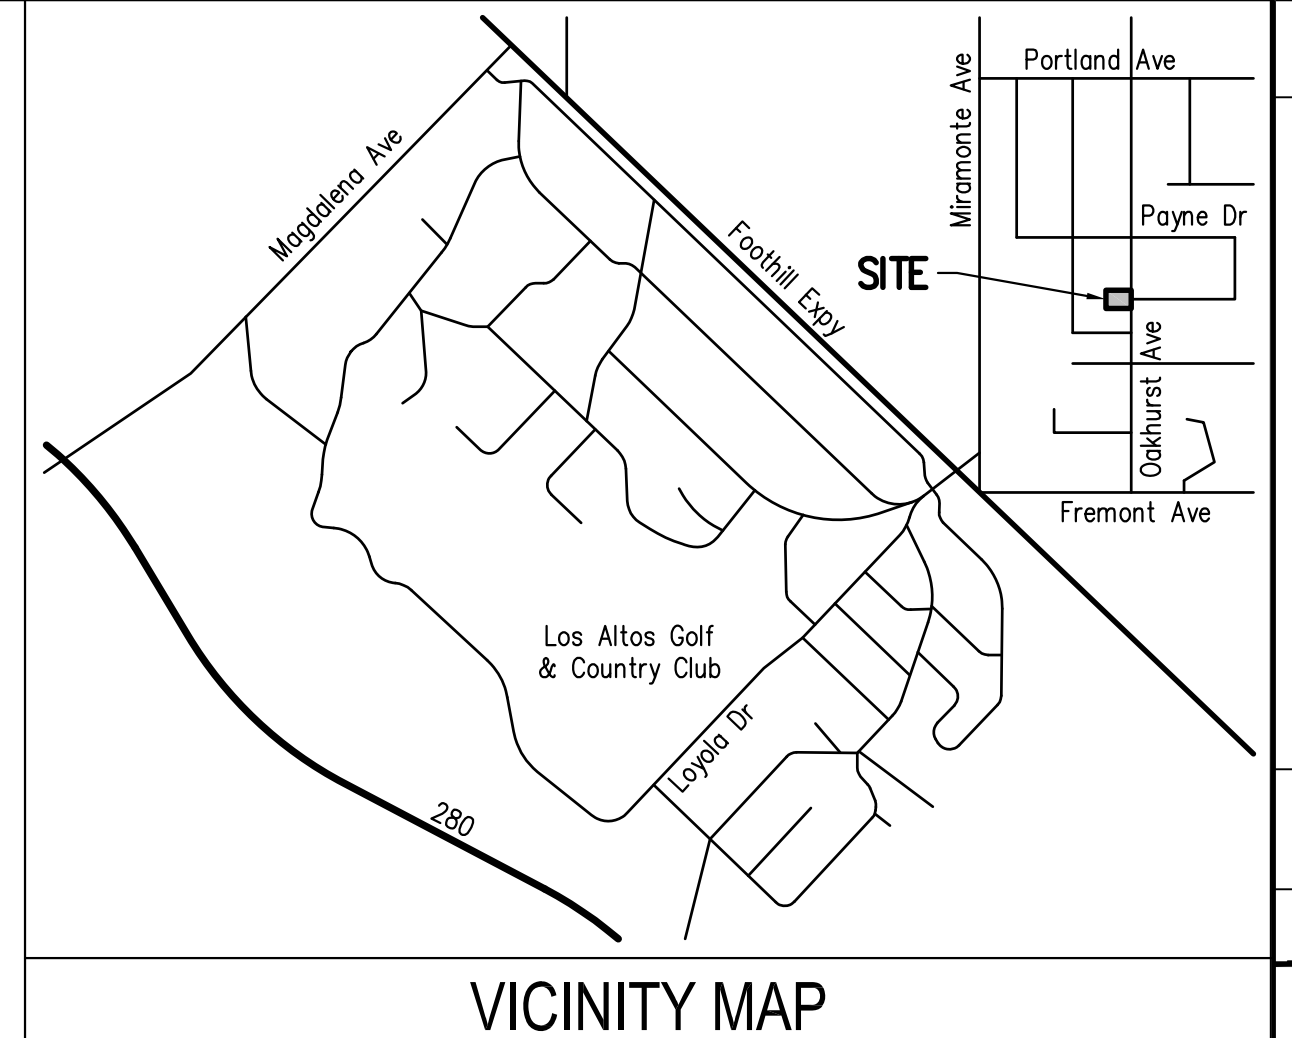 Portland Ave
Miramonte Ave
Magdalena Ave
Payne Dr
Foothill Expy
SITE
Oakhurst Ave
Fremont Ave
Los Altos Golf
& Country Club
Loyola Dr
280
VICINITY MAP